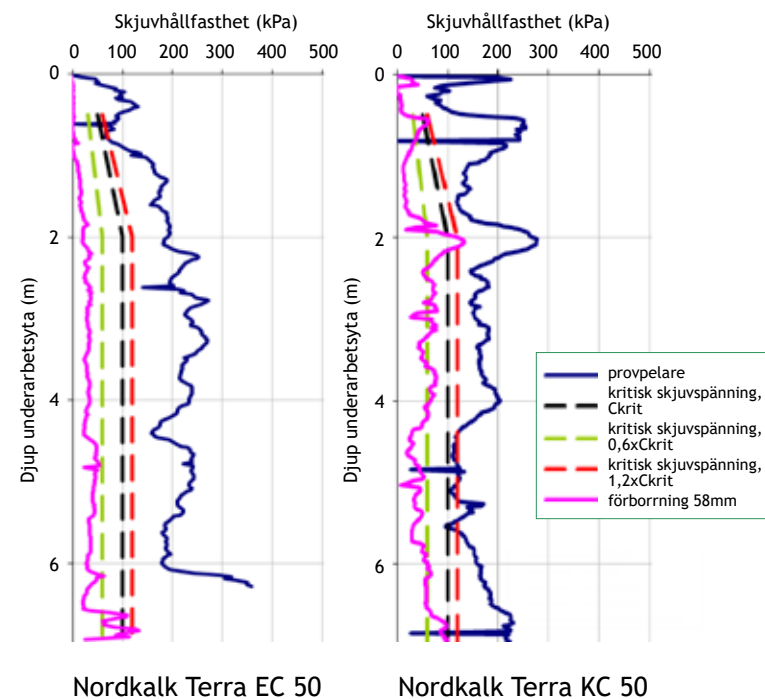 Skjuvhållfasthet (kPa)
0 100 200 300 400 500
0
2
4
6
Djup underarbetsyta (m)
Nordkalk Terra EC 50
Skjuvhållfasthet (kPa)
0 100 200 300 400 500
0
2
4
6
Djup underarbetsyta (m)
provpelare
kritisk skjuvspänning,
Ckrit
kritisk skjuvspänning,
0,6xCkrit
kritisk skjuvspänning,
1,2xCkrit
förborrning 58mm
Nordkalk Terra KC 50